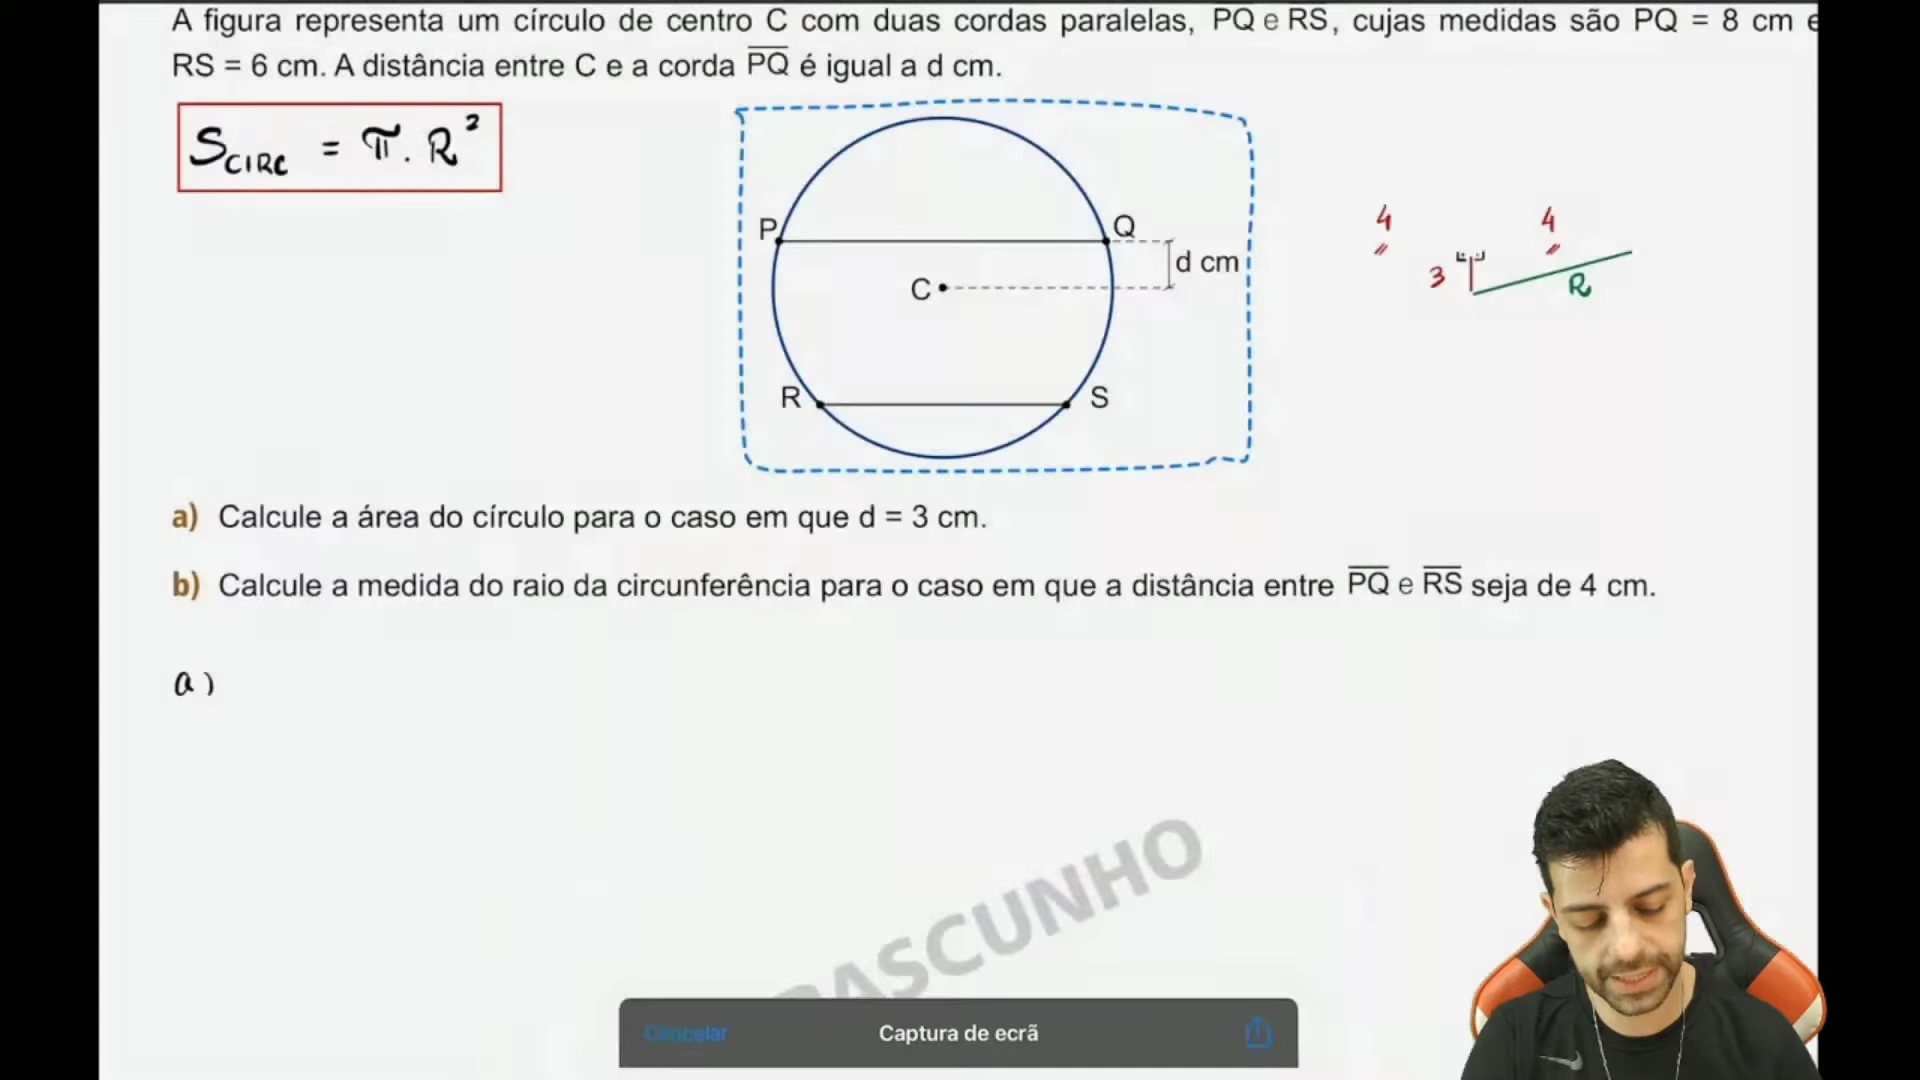 A figura representa um círculo de centro C com duas cordas paralelas, PQ e RS, cujas medidas são PQ = 8 cm e
RS = 6 cm. A distância entre C e a corda PQ é igual a d cm.
S CIRC = π . R²
P
Q
d cm
C
R
S
4
4
3
R
a) Calcule a área do círculo para o caso em que d = 3 cm.
b) Calcule a medida do raio da circunferência para o caso em que a distância entre PQ e RS seja de 4 cm.
a)
RASCUNHO
Cancelar
Captura de ecrã